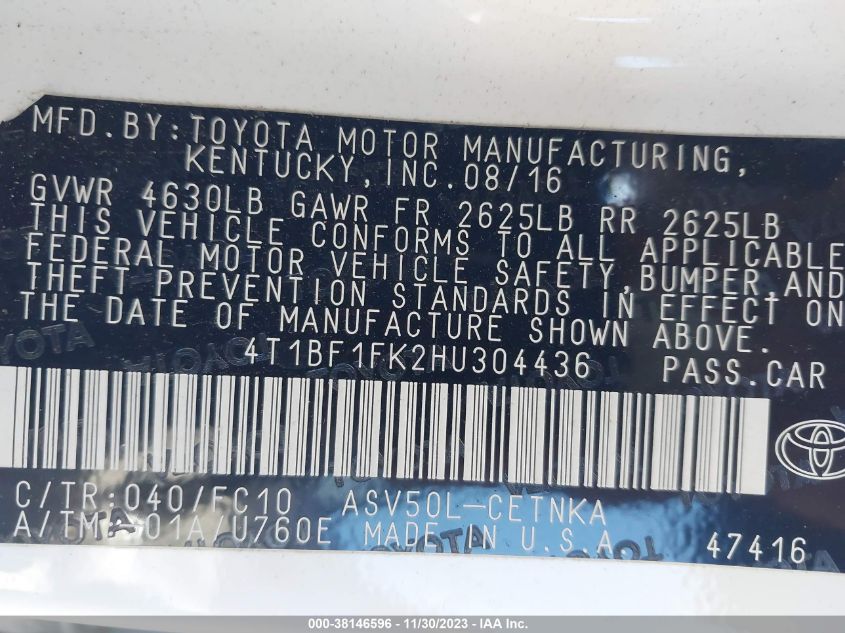 MFD.BY:TOYOTA MOTOR MANUFACTURING,
KENTUCKY,INC.08/16
GVWR 4630LB GAWR FR 2625LB RR 2625LB
THIS VEHICLE CONFORMS TO ALL APPLICABLE
FEDERAL MOTOR VEHICLE SAFETY,BUMPER,AND
THEFT PREVENTION STANDARDS IN EFFECT ON
THE DATE OF MANUFACTURE SHOWN ABOVE.
4T1BF1FK2HU304436 PASS.CAR
C/TR:040/FC10 ASV50L-CETNKA
A/TM: -01A/U760E MADE IN U.S.A. 47416
000-38146596 - 11/30/2023 - IAA Inc.